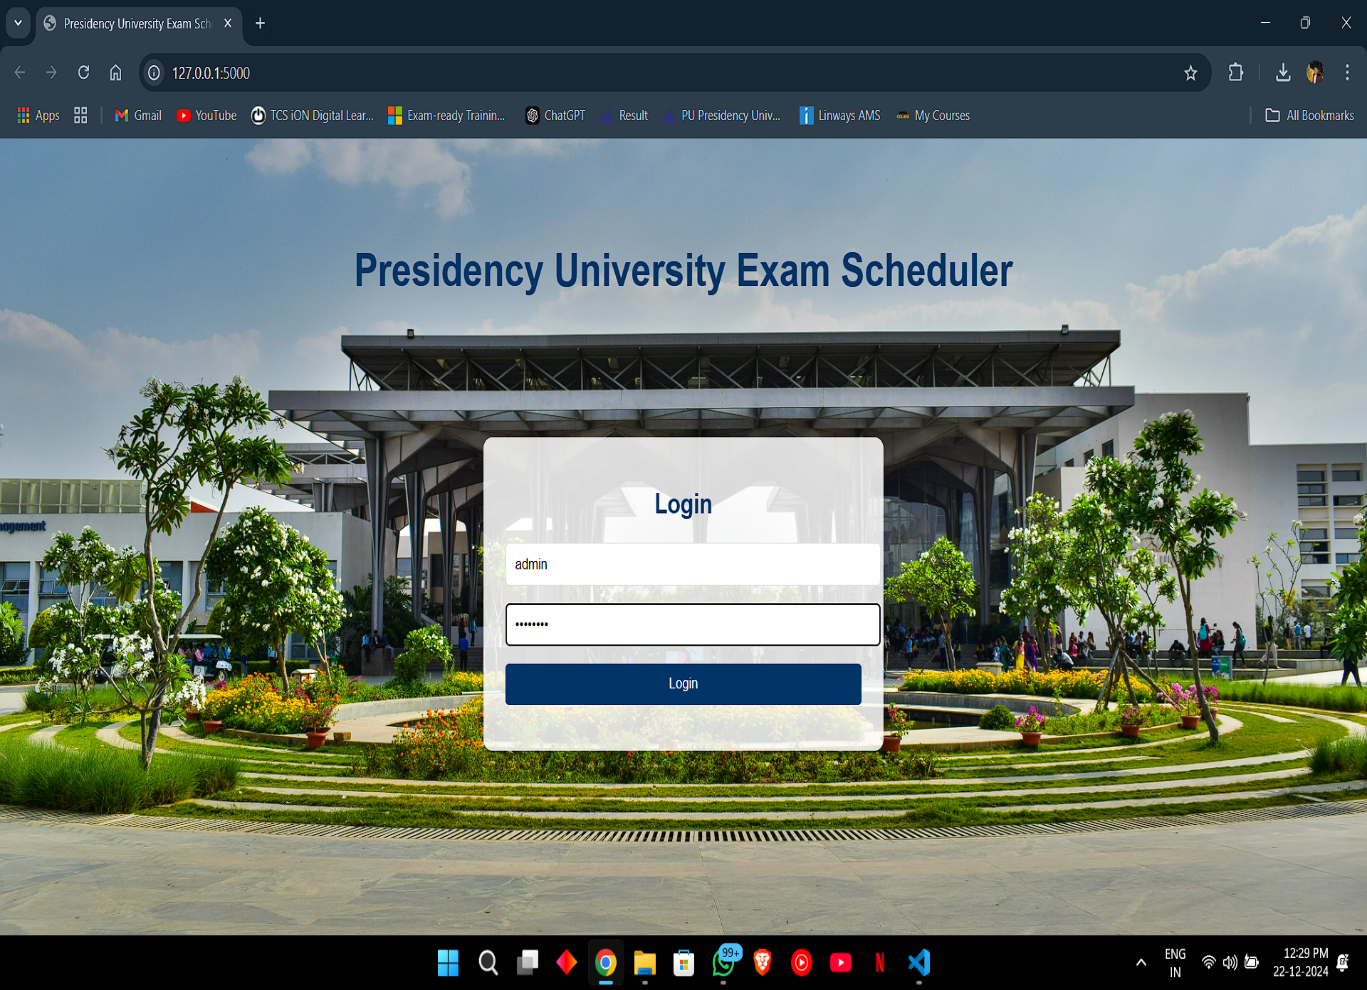 Presidency University Exam Sch
127.0.0.1:5000
Apps
Gmail
YouTube
TCS iON Digital Lear...
Exam-ready Trainin...
ChatGPT
Result
PU Presidency Univ...
Linways AMS
My Courses
All Bookmarks
Presidency University Exam Scheduler
Login
admin
••••••••
Login
99+
ENG
IN
12:29 PM
22-12-2024